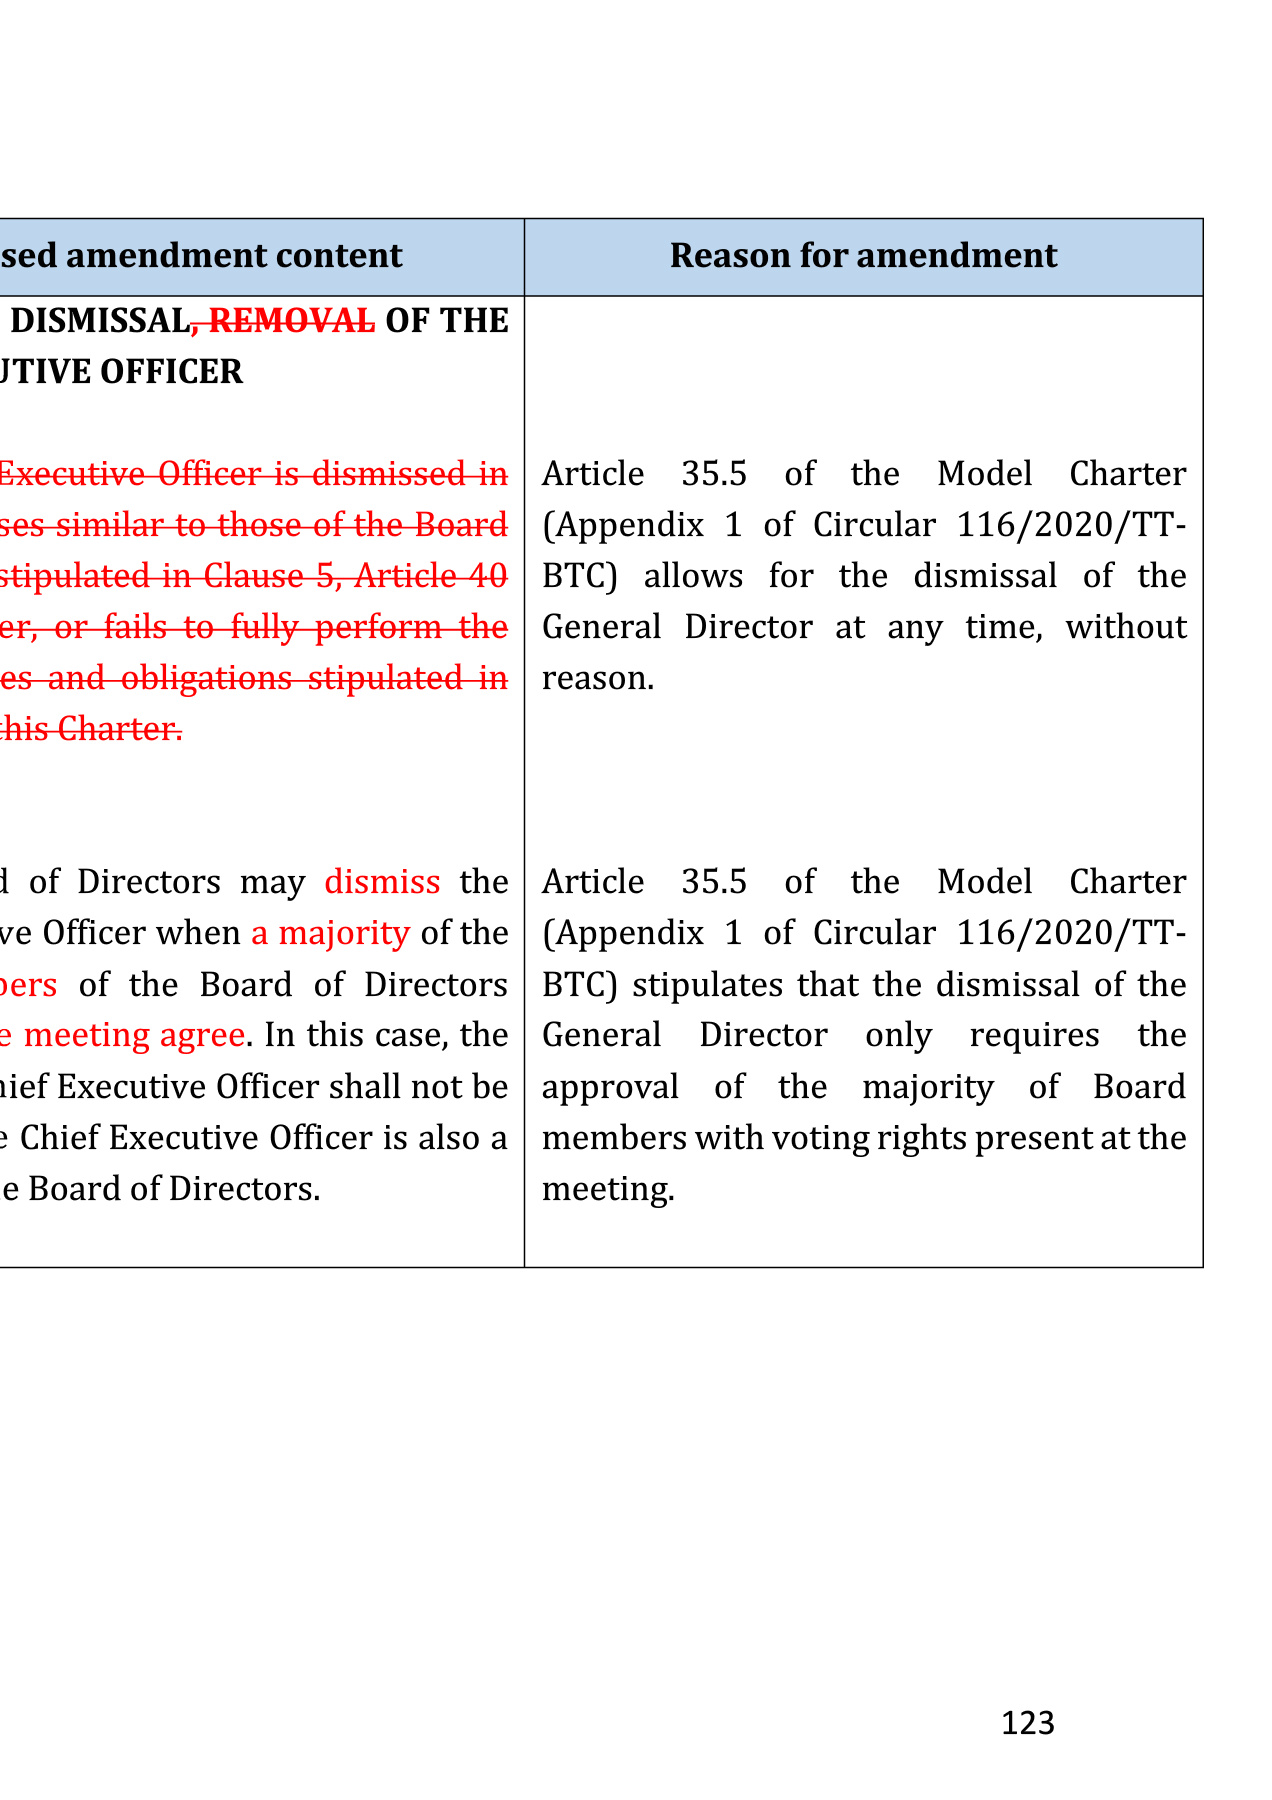 sed amendment content
Reason for amendment
DISMISSAL, REMOVAL OF THE
UTIVE OFFICER
Executive Officer is dismissed in
ses similar to those of the Board
stipulated in Clause 5, Article 40
er, or fails to fully perform the
es and obligations stipulated in
this Charter.
Article 35.5 of the Model Charter
(Appendix 1 of Circular 116/2020/TT-
BTC) allows for the dismissal of the
General Director at any time, without
reason.
d of Directors may dismiss the
ve Officer when a majority of the
bers of the Board of Directors
e meeting agree. In this case, the
hief Executive Officer shall not be
e Chief Executive Officer is also a
e Board of Directors.
Article 35.5 of the Model Charter
(Appendix 1 of Circular 116/2020/TT-
BTC) stipulates that the dismissal of the
General Director only requires the
approval of the majority of Board
members with voting rights present at the
meeting.
123